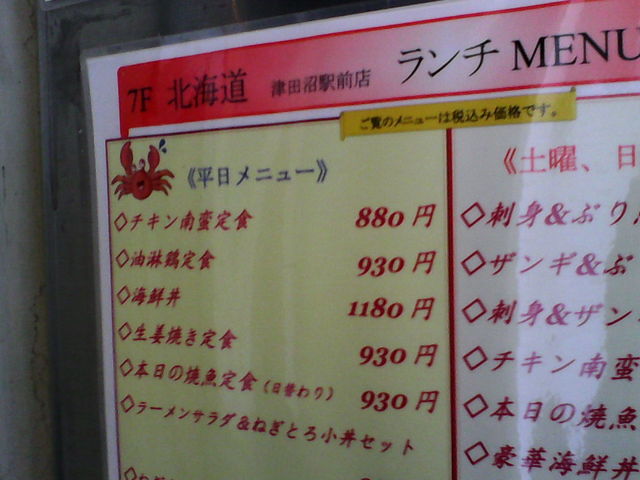 7F 北海道 津田沼駅前店 ランチ MENU
ご覧のメニューは税込み価格です。
《平日メニュー》
◇チキン南蛮定食 880円
◇油淋鶏定食 930円
◇海鮮丼 1180円
◇生姜焼き定食 930円
◇本日の焼魚定食(日替わり) 930円
◇ラーメンサラダ&ねぎとろ小丼セット
《土曜、日
◇刺身&ぶり
◇ザンギ&ぶ
◇刺身&ザン
◇チキン南蛮
◇本日の焼魚
◇豪華海鮮丼